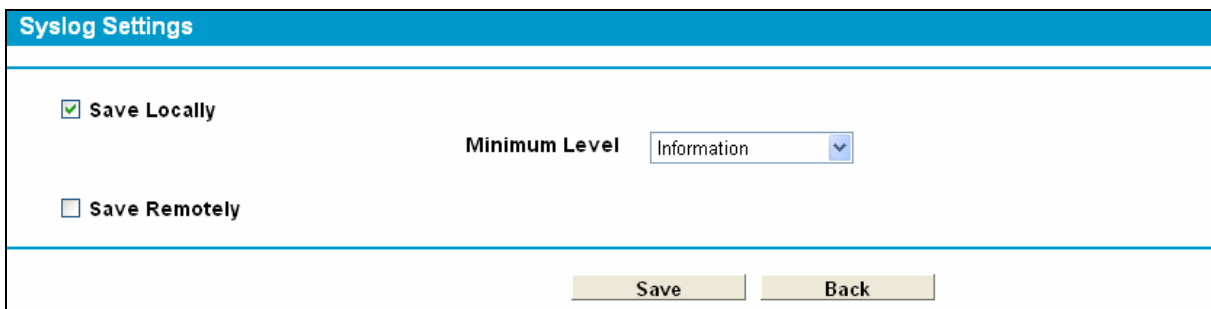 Syslog Settings
Save Locally
Minimum Level Information
Save Remotely
Save Back